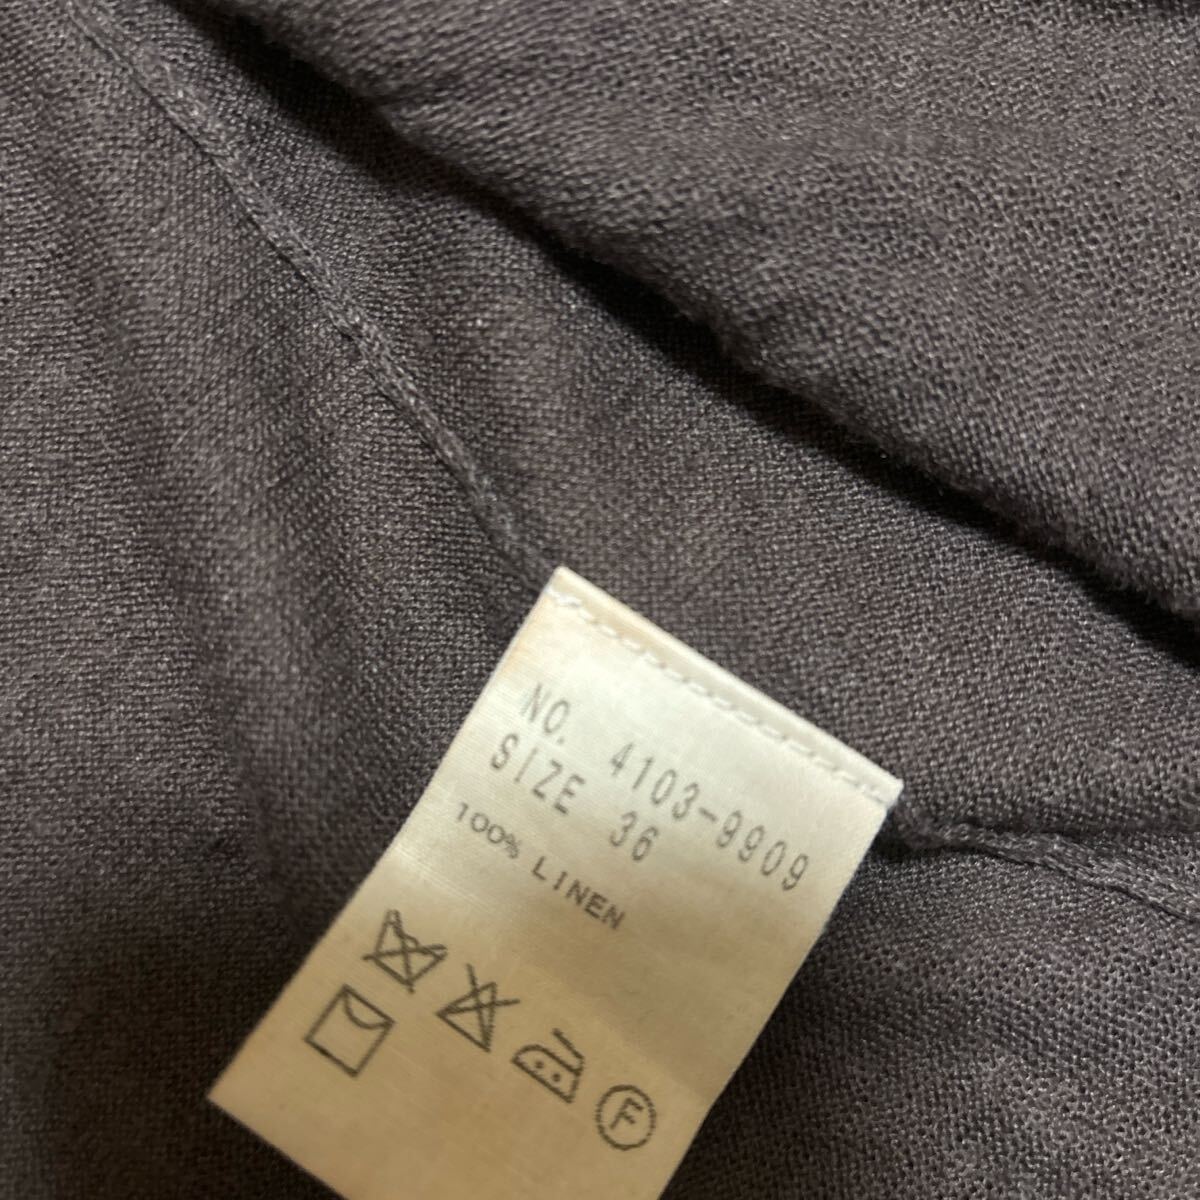 NO. 4103-9909
SIZE 36
100% LINEN
F